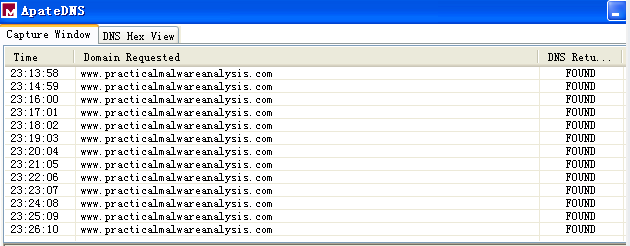 ApateDNS
Capture Window DNS Hex View
Time Domain Requested DNS Retu...
23:13:58 www.practicalmalwareanalysis.com FOUND
23:14:59 www.practicalmalwareanalysis.com FOUND
23:16:00 www.practicalmalwareanalysis.com FOUND
23:17:01 www.practicalmalwareanalysis.com FOUND
23:18:02 www.practicalmalwareanalysis.com FOUND
23:19:03 www.practicalmalwareanalysis.com FOUND
23:20:04 www.practicalmalwareanalysis.com FOUND
23:21:05 www.practicalmalwareanalysis.com FOUND
23:22:06 www.practicalmalwareanalysis.com FOUND
23:23:07 www.practicalmalwareanalysis.com FOUND
23:24:08 www.practicalmalwareanalysis.com FOUND
23:25:09 www.practicalmalwareanalysis.com FOUND
23:26:10 www.practicalmalwareanalysis.com FOUND